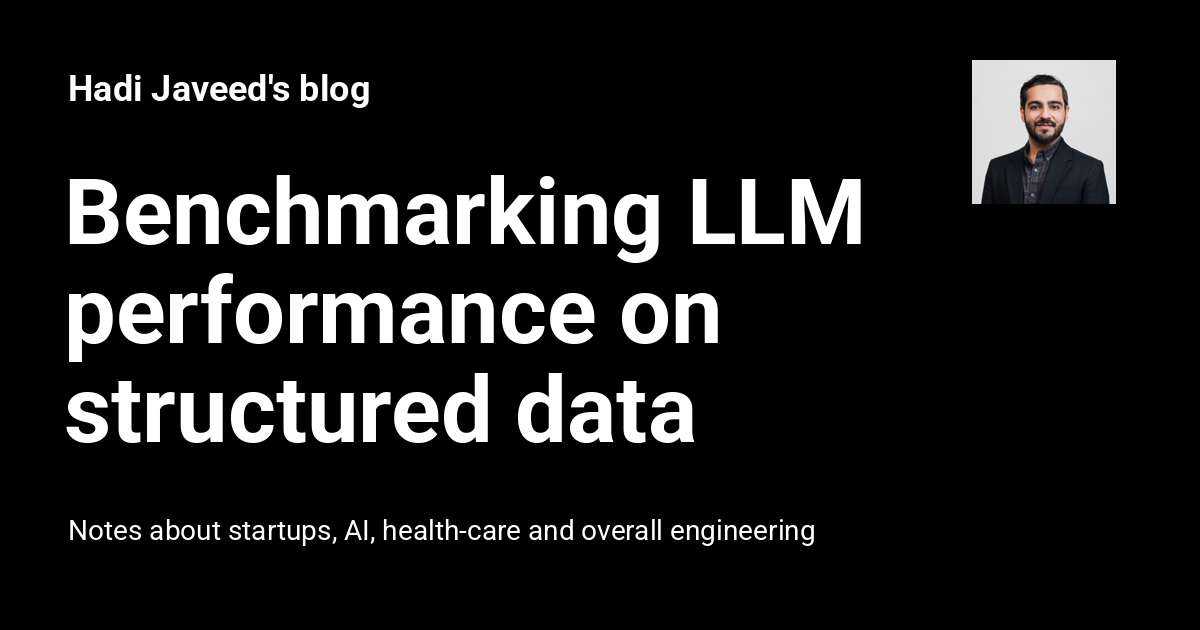 Hadi Javeed's blog
Benchmarking LLM
performance on
structured data
Notes about startups, AI, health-care and overall engineering